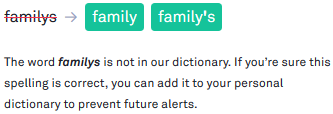 familys → family family's
The word familys is not in our dictionary. If you’re sure this
spelling is correct, you can add it to your personal
dictionary to prevent future alerts.